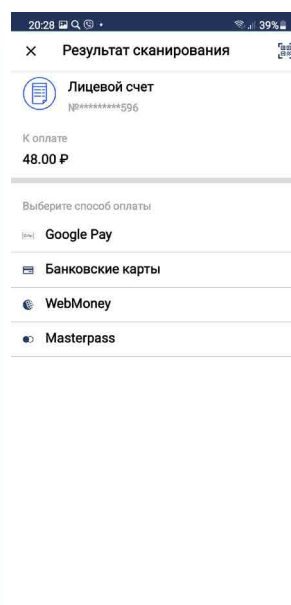 20:28 39%
Результат сканирования
Лицевой счет
№*********596
К оплате
48.00 ₽
Выберите способ оплаты
Google Pay
Банковские карты
WebMoney
Masterpass